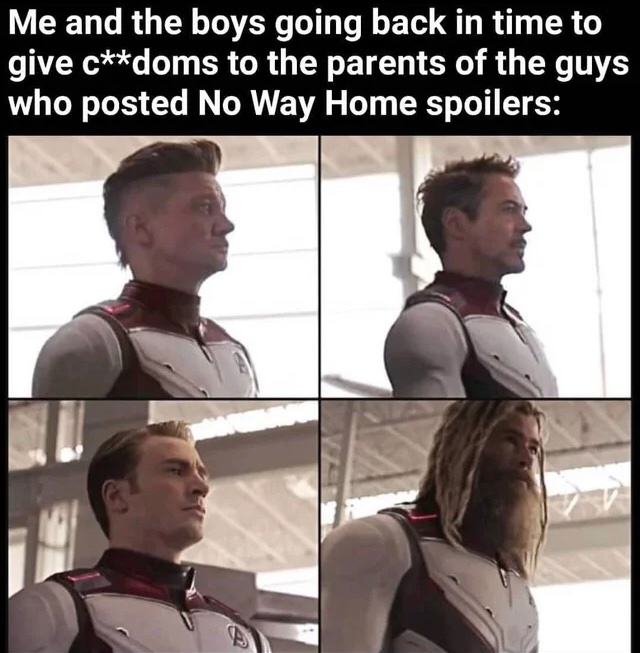 Me and the boys going back in time to
give c**doms to the parents of the guys
who posted No Way Home spoilers: